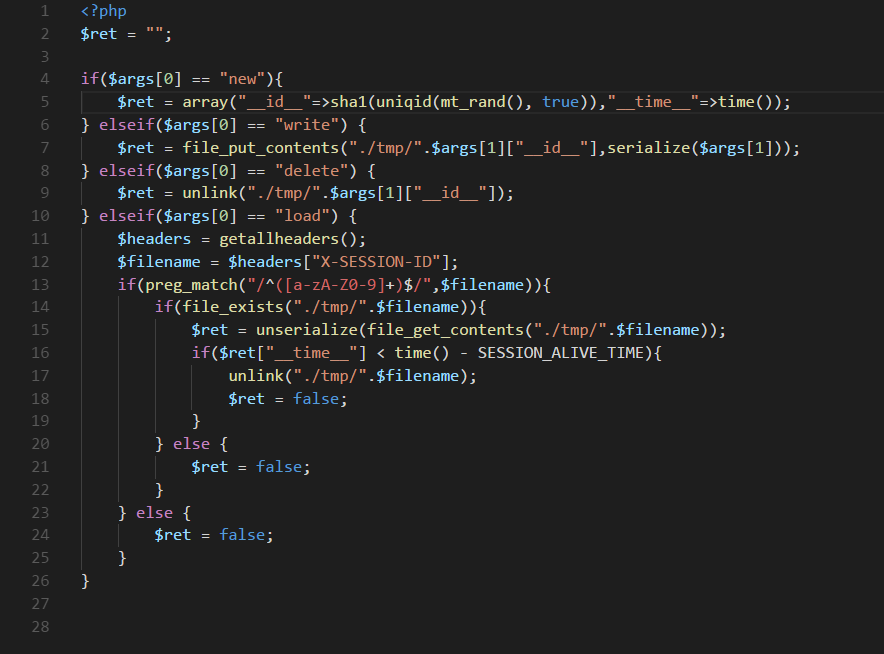 1 <?php
2 $ret = "";
3
4 if($args[0] == "new"){
5     $ret = array("__id__"=>sha1(uniqid(mt_rand(), true)),"__time__"=>time());
6 } elseif($args[0] == "write") {
7     $ret = file_put_contents("./tmp/".$args[1]["__id__"],serialize($args[1]));
8 } elseif($args[0] == "delete") {
9     $ret = unlink("./tmp/".$args[1]["__id__"]);
10 } elseif($args[0] == "load") {
11     $headers = getallheaders();
12     $filename = $headers["X-SESSION-ID"];
13     if(preg_match("/^([a-zA-Z0-9]+)$/",$filename)){
14         if(file_exists("./tmp/".$filename)){
15             $ret = unserialize(file_get_contents("./tmp/".$filename));
16             if($ret["__time__"] < time() - SESSION_ALIVE_TIME){
17                 unlink("./tmp/".$filename);
18                 $ret = false;
19             }
20         } else {
21             $ret = false;
22         }
23     } else {
24         $ret = false;
25     }
26 }
27
28